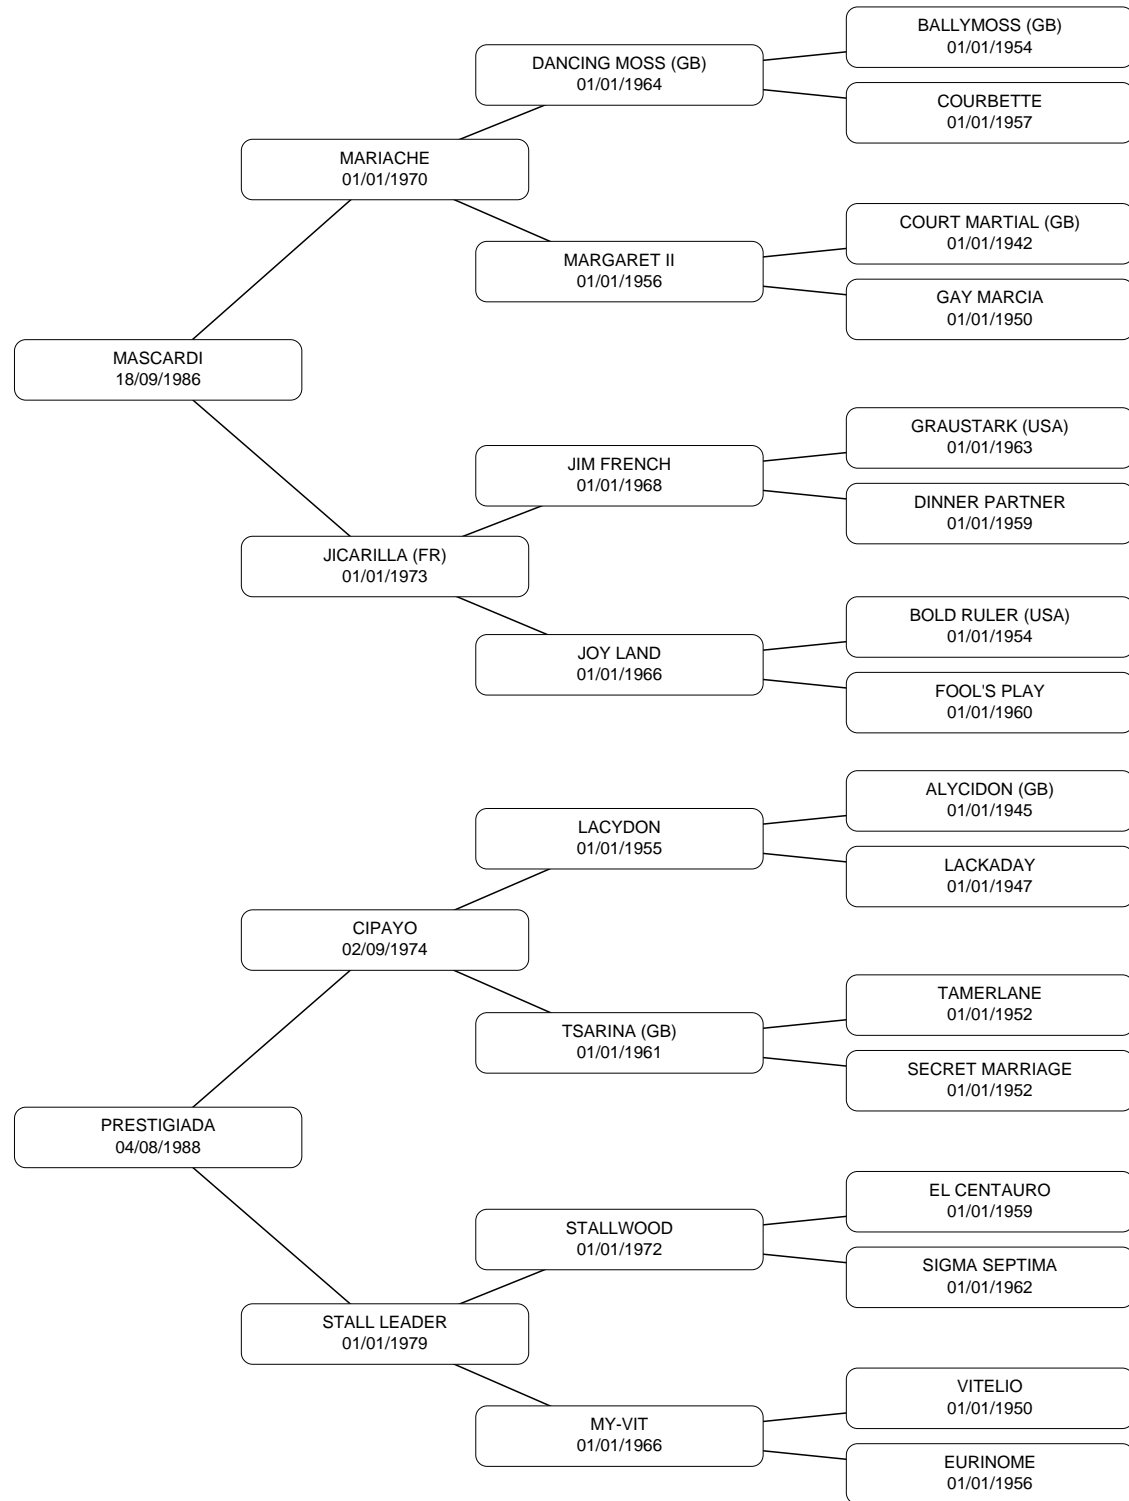 BALLYMOSS (GB)
01/01/1954
DANCING MOSS (GB)
01/01/1964
COURBETTE
01/01/1957
MARIACHE
01/01/1970
COURT MARTIAL (GB)
01/01/1942
MARGARET II
01/01/1956
GAY MARCIA
01/01/1950
MASCARDI
18/09/1986
GRAUSTARK (USA)
01/01/1963
JIM FRENCH
01/01/1968
DINNER PARTNER
01/01/1959
JICARILLA (FR)
01/01/1973
BOLD RULER (USA)
01/01/1954
JOY LAND
01/01/1966
FOOL'S PLAY
01/01/1960
ALYCIDON (GB)
01/01/1945
LACYDON
01/01/1955
LACKADAY
01/01/1947
CIPAYO
02/09/1974
TAMERLANE
01/01/1952
TSARINA (GB)
01/01/1961
SECRET MARRIAGE
01/01/1952
PRESTIGIADA
04/08/1988
EL CENTAURO
01/01/1959
STALLWOOD
01/01/1972
SIGMA SEPTIMA
01/01/1962
STALL LEADER
01/01/1979
VITELIO
01/01/1950
MY-VIT
01/01/1966
EURINOME
01/01/1956